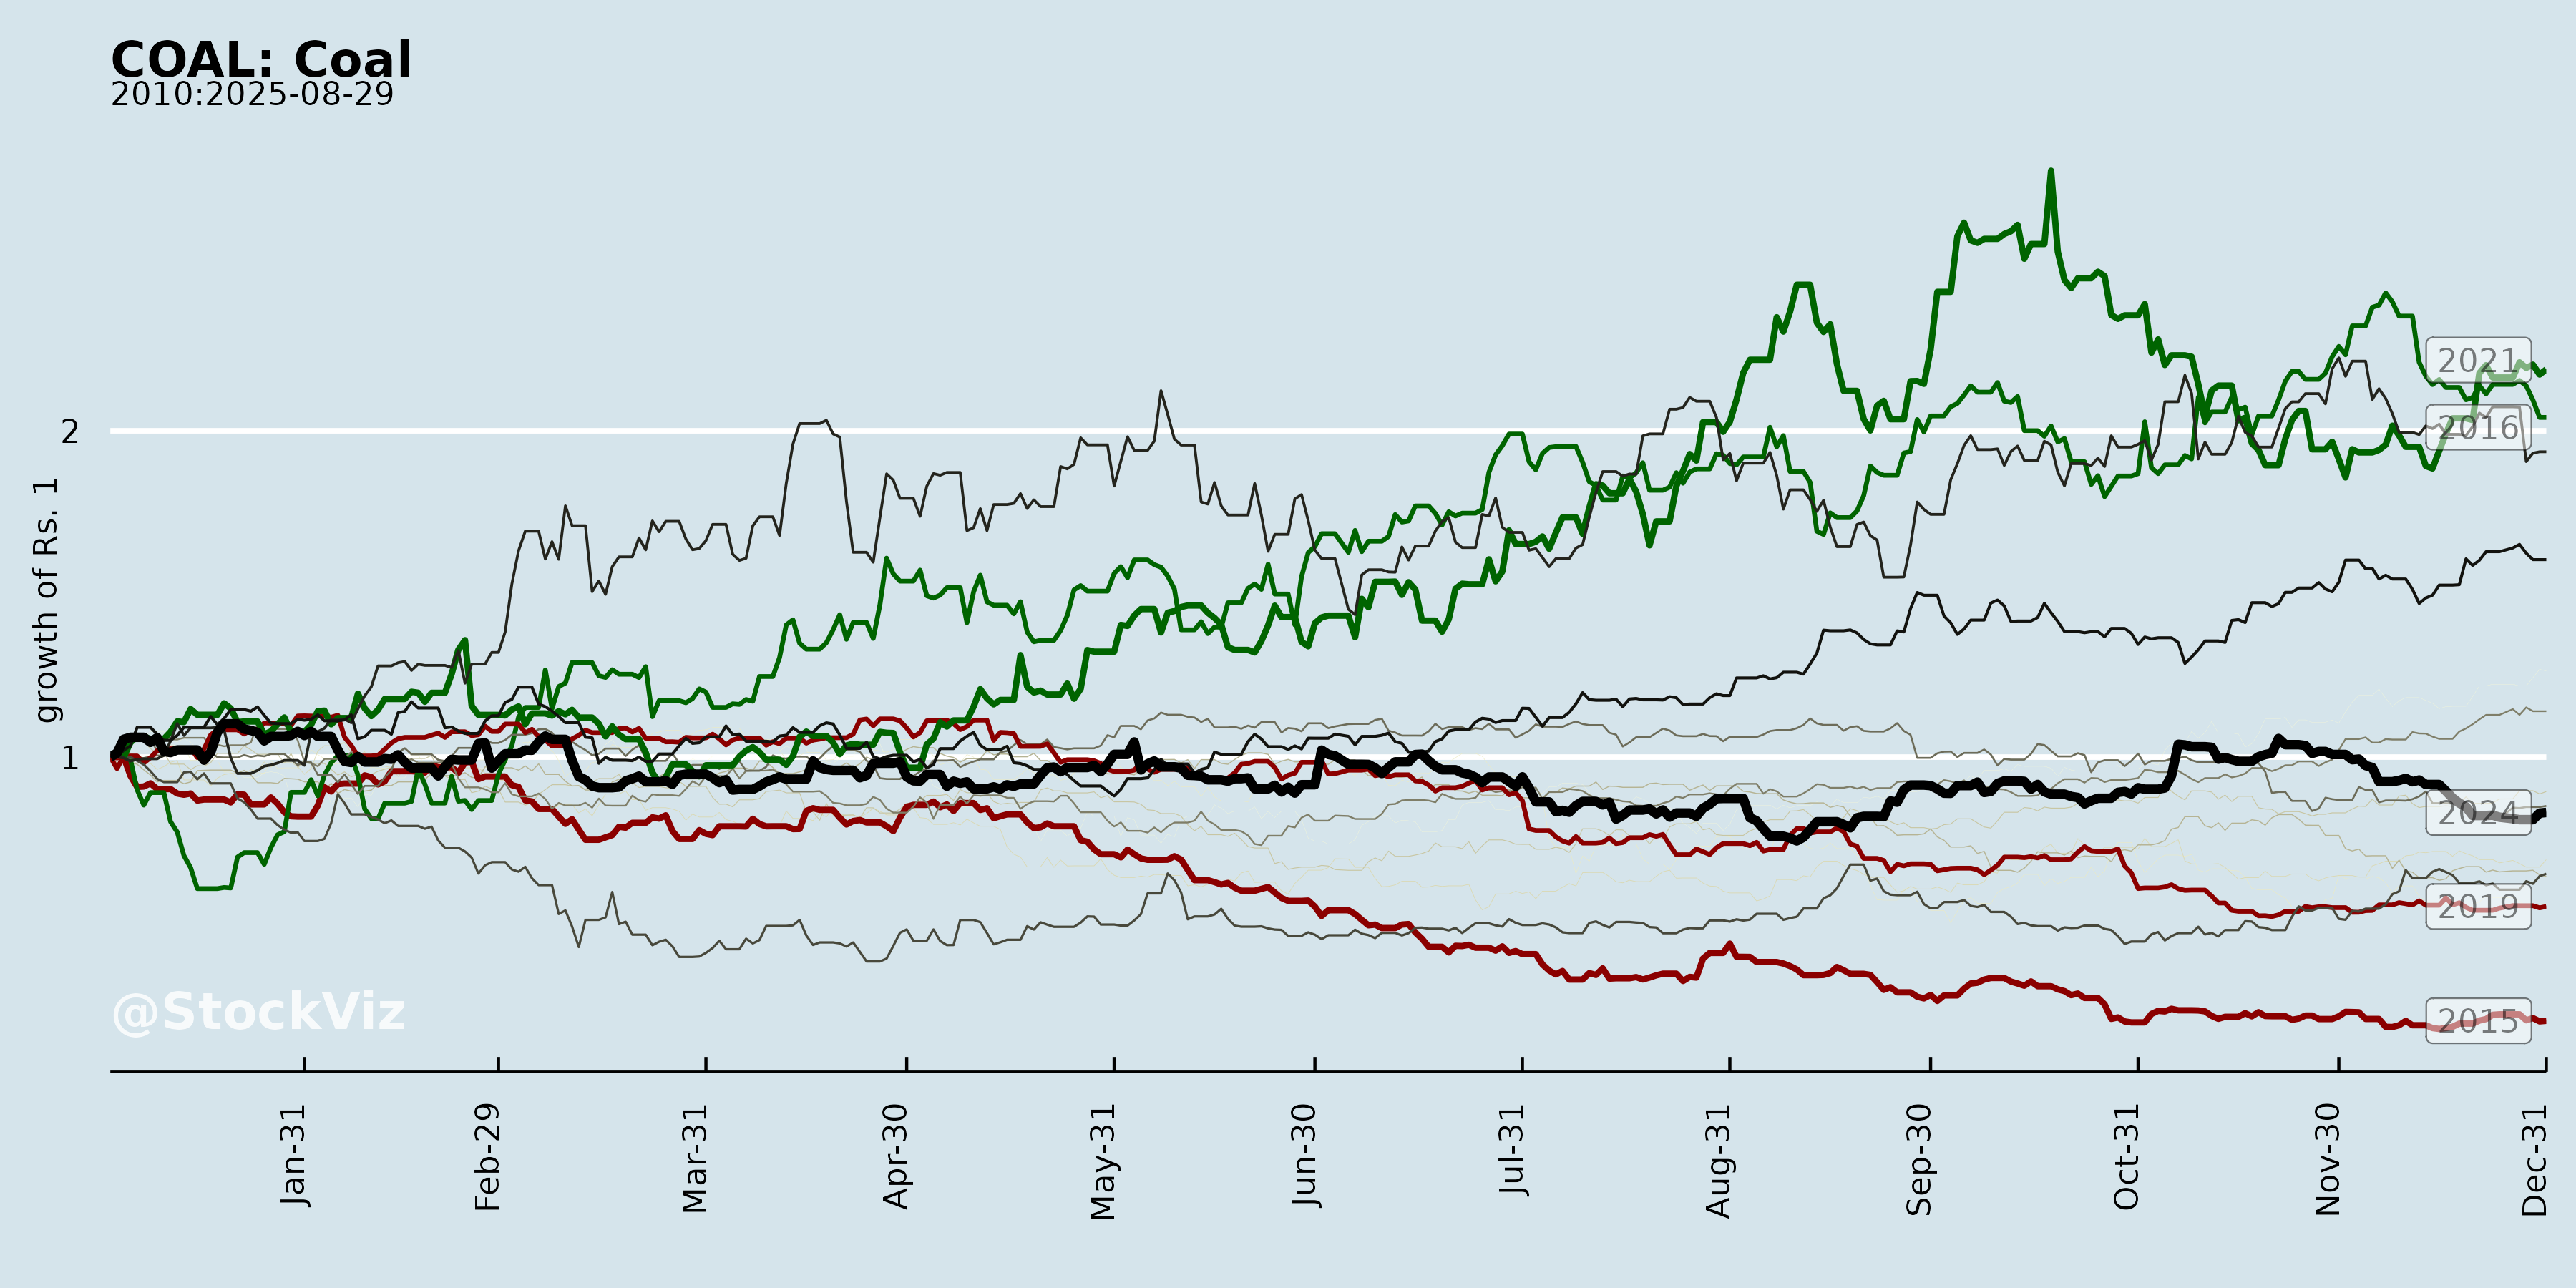 COAL: Coal
2010:2025-08-29
growth of Rs. 1
2
1
2021
2016
2024
2019
2015
@StockViz
Jan-31
Feb-29
Mar-31
Apr-30
May-31
Jun-30
Jul-31
Aug-31
Sep-30
Oct-31
Nov-30
Dec-31